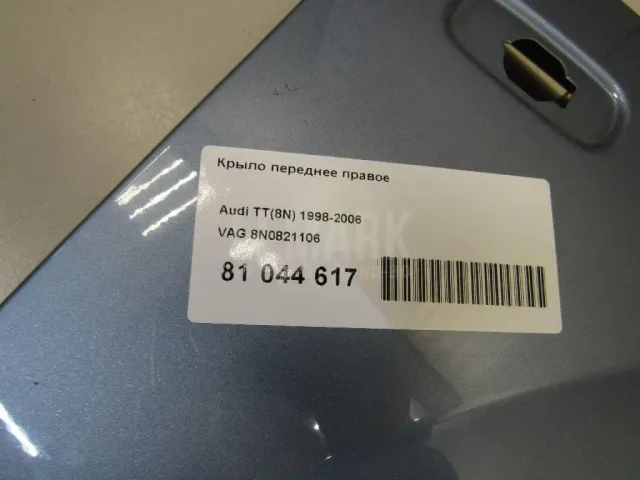 Крыло переднее правое
Audi TT(8N) 1998-2006
VAG 8N0821106
81 044 617